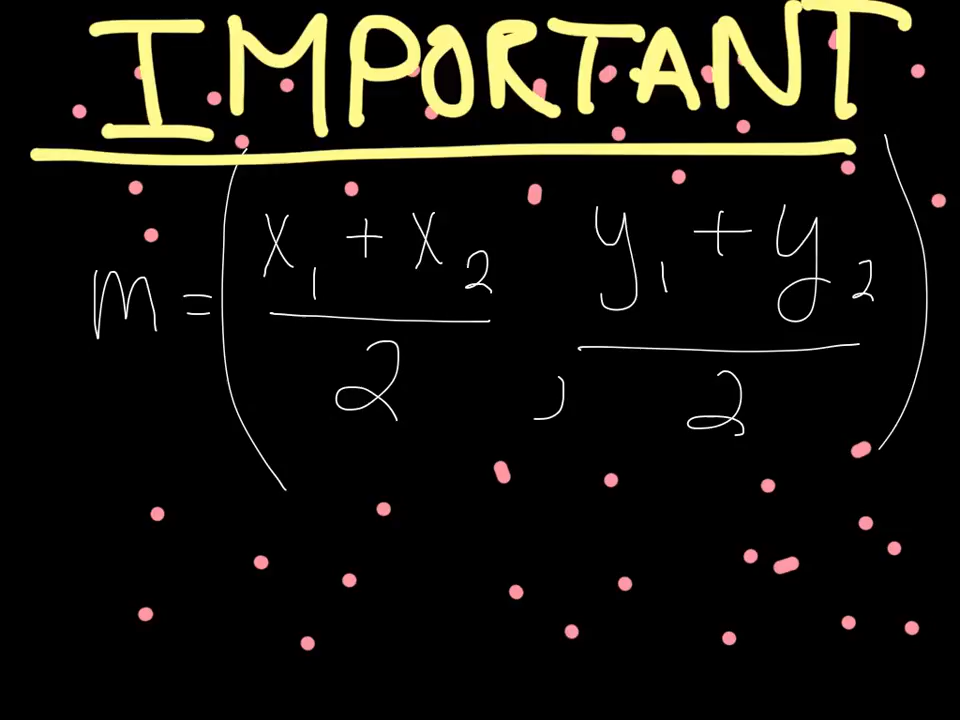 IMPORTANT
m = ( x₁ + x₂ / 2 , y₁ + y₂ / 2 )